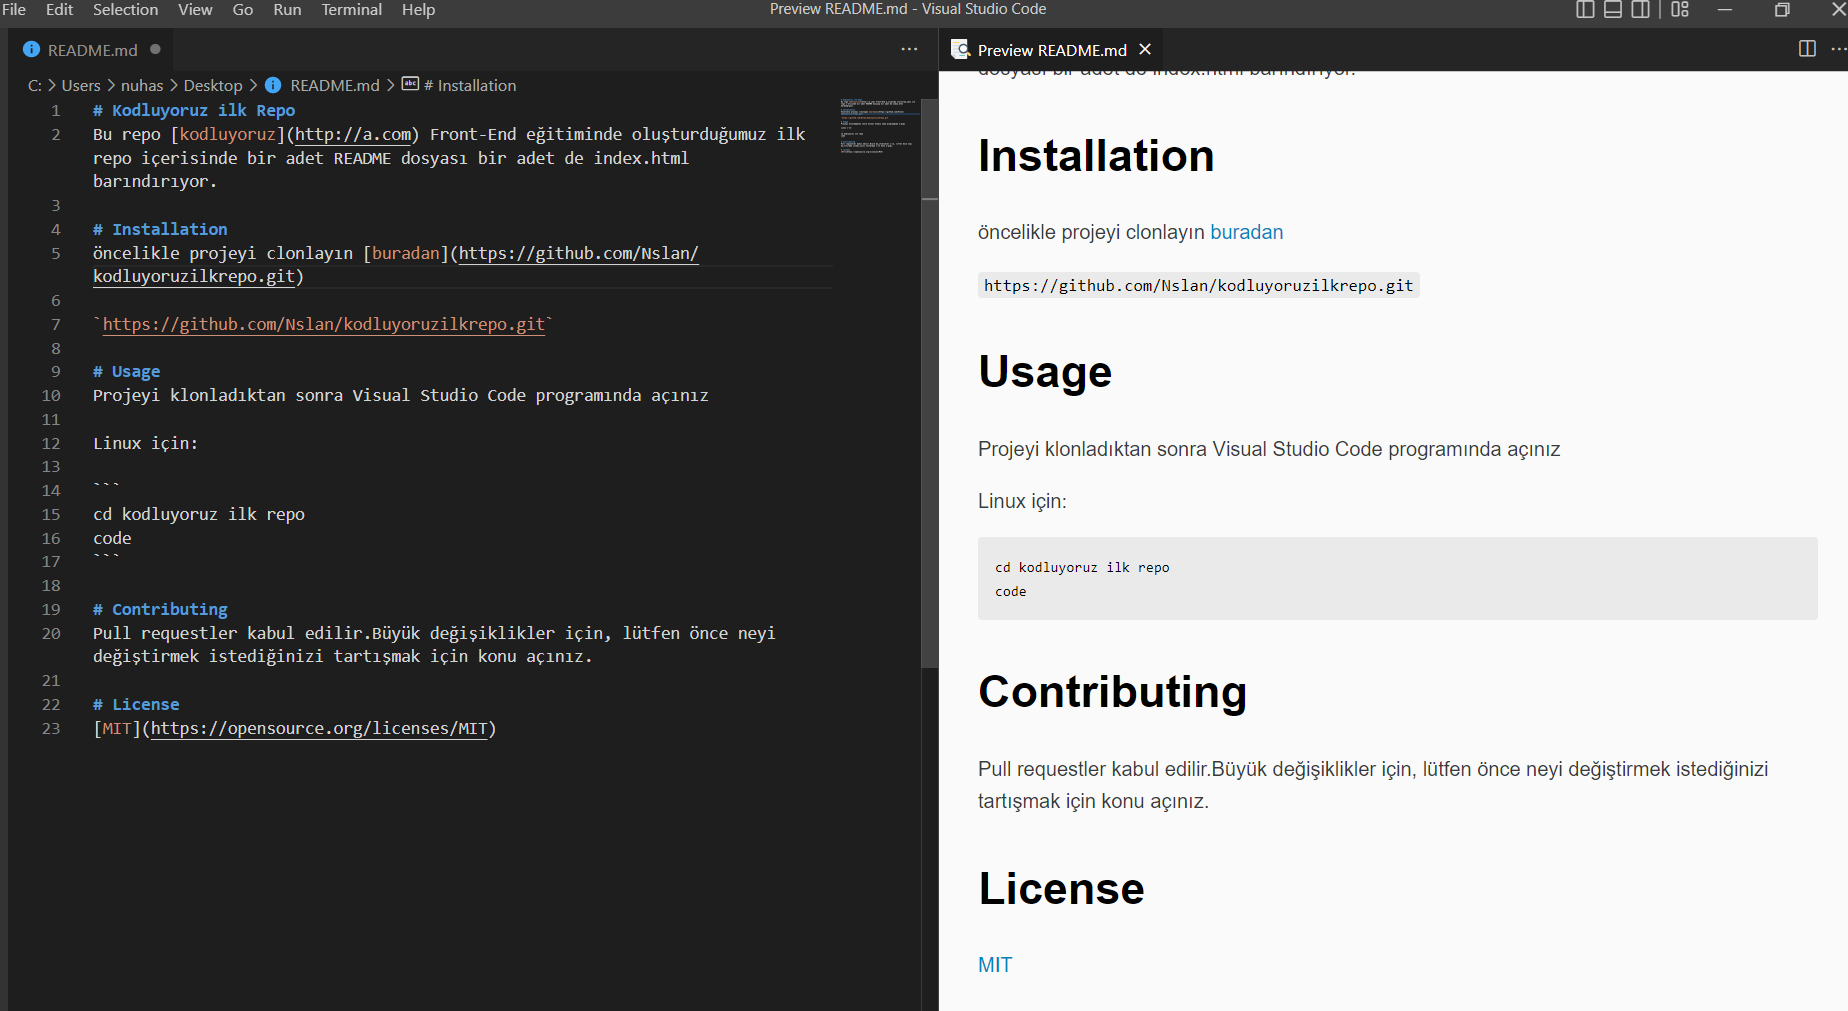 File Edit Selection View Go Run Terminal Help
Preview README.md - Visual Studio Code
README.md
C: > Users > nuhas > Desktop > README.md > # Installation
1 # Kodluyoruz ilk Repo
2 Bu repo [kodluyoruz](http://a.com) Front-End eğitiminde oluşturduğumuz ilk
repo içerisinde bir adet README dosyası bir adet de index.html
barındırıyor.
3
4 # Installation
5 öncelikle projeyi clonlayın [buradan](https://github.com/Nslan/
kodluyoruzilkrepo.git)
6
7 `https://github.com/Nslan/kodluyoruzilkrepo.git`
8
9 # Usage
10 Projeyi klonladıktan sonra Visual Studio Code programında açınız
11
12 Linux için:
13
14 ```
15 cd kodluyoruz ilk repo
16 code
17 ```
18
19 # Contributing
20 Pull requestler kabul edilir.Büyük değişiklikler için, lütfen önce neyi
değiştirmek istediğinizi tartışmak için konu açınız.
21
22 # License
23 [MIT](https://opensource.org/licenses/MIT)
Preview README.md
dosyası bir adet de index.html barındırıyor.
Installation
öncelikle projeyi clonlayın buradan
https://github.com/Nslan/kodluyoruzilkrepo.git
Usage
Projeyi klonladıktan sonra Visual Studio Code programında açınız
Linux için:
cd kodluyoruz ilk repo
code
Contributing
Pull requestler kabul edilir.Büyük değişiklikler için, lütfen önce neyi değiştirmek istediğinizi
tartışmak için konu açınız.
License
MIT